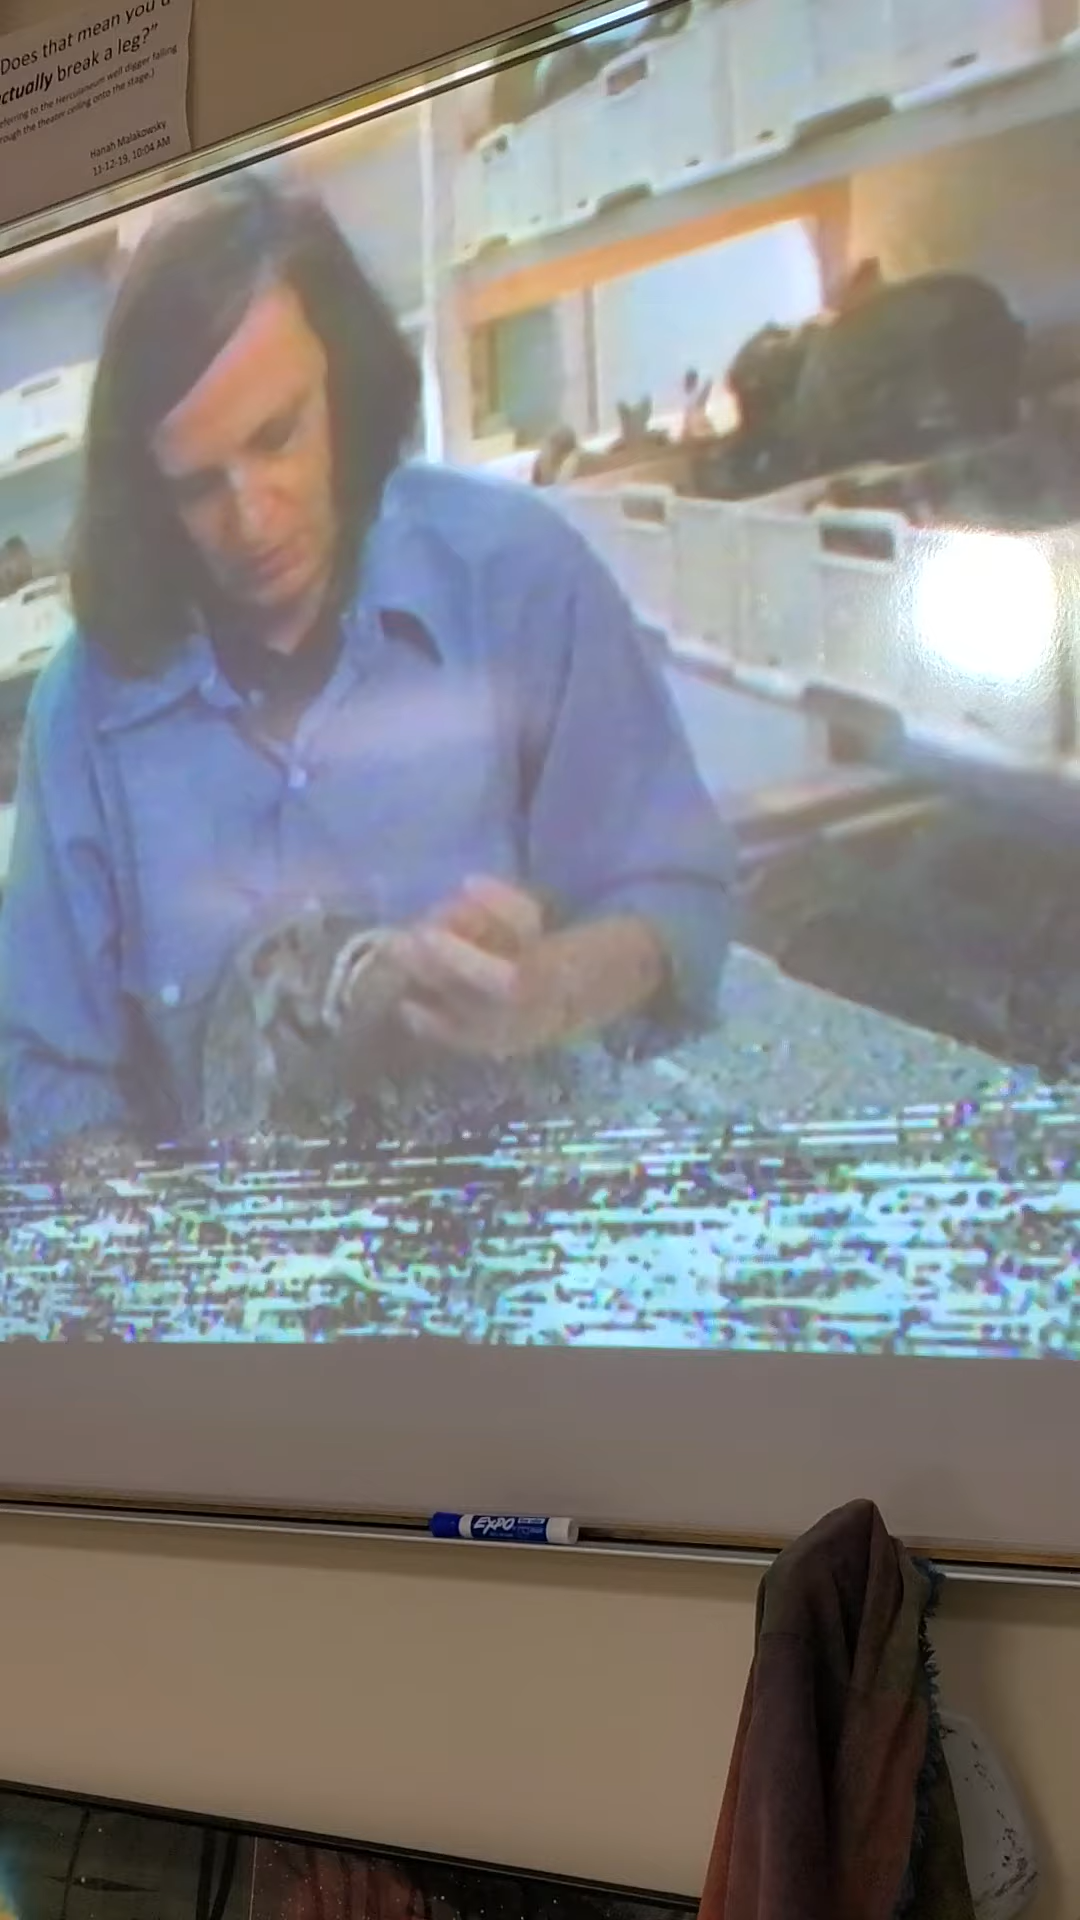 Does that mean you
actually break a leg?"
referring to the Herculaneum well digger falling
through the theater ceiling onto the stage.)
Hanah Malakowsky
11-12-19, 10:04 AM
EXPO